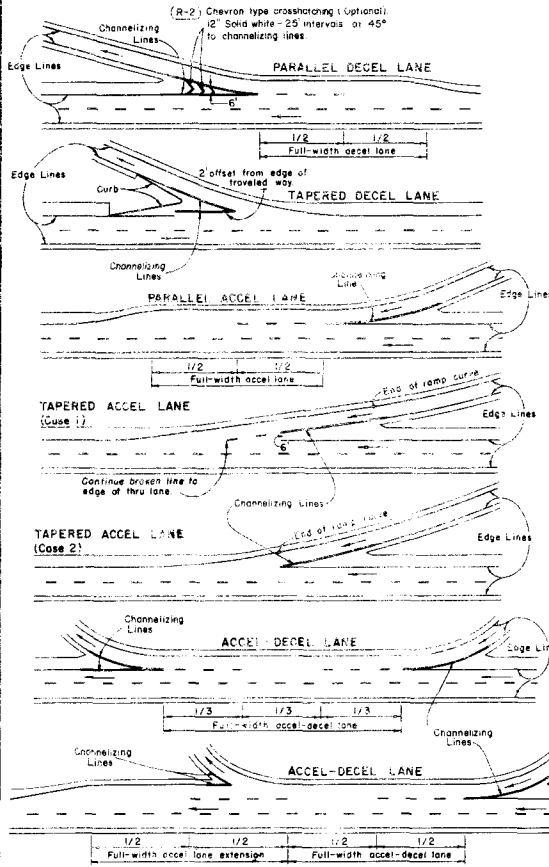 (R-2) Chevron type crosshatching (Optional).
12" Solid white - 25' intervals at 45°
to channelizing lines.
Channelizing
Lines
Edge Lines
PARALLEL DECEL LANE
6'
1/2 1/2
Full-width decel lane
Edge Lines
2' offset from edge of
traveled way
Curb
TAPERED DECEL LANE
Channelizing
Lines
Channelizing
Line
PARALLEL ACCEL LANE
Edge Lines
1/2 1/2
Full-width accel lane
End of ramp curve
TAPERED ACCEL LANE
(Case 1)
Edge Lines
6'
Continue broken line to
edge of thru lane.
Channelizing Lines
End of ramp curve
TAPERED ACCEL LANE
(Case 2)
Edge Lines
Channelizing
Lines
ACCEL-DECEL LANE
Edge Line
1/3 1/3 1/3
Full-width accel-decel lane
Channelizing
Lines
Channelizing
Lines
ACCEL-DECEL LANE
1/2 1/2 1/2 1/2
Full-width accel lane extension Full-width accel-decel lane